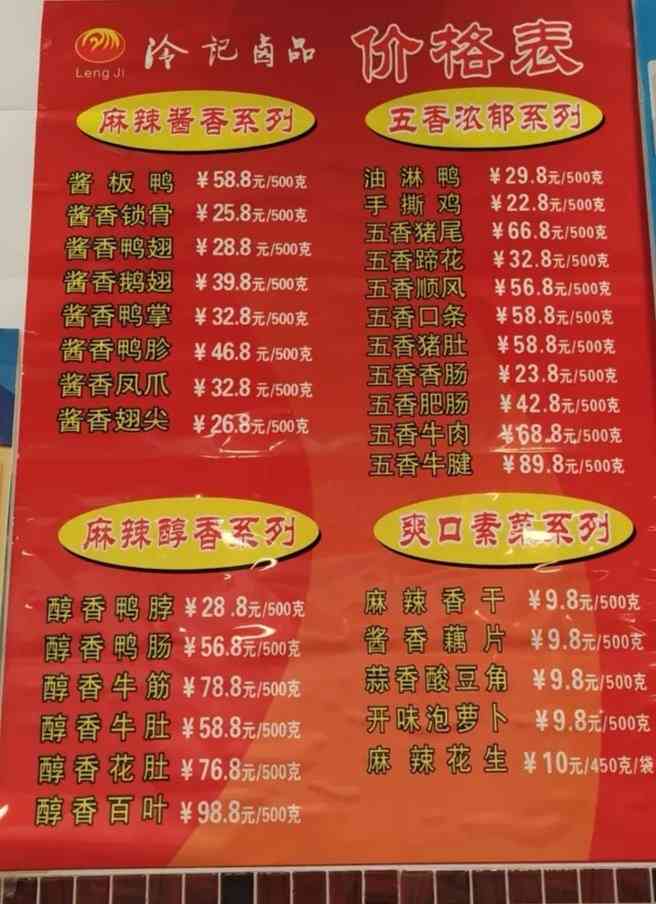 Leng Ji
泠记卤品 价格表
麻辣酱香系列
酱板鸭 ¥58.8元/500克
酱香锁骨 ¥25.8元/500克
酱香鸭翅 ¥28.8元/500克
酱香鹅翅 ¥39.8元/500克
酱香鸭掌 ¥32.8元/500克
酱香鸭胗 ¥46.8元/500克
酱香凤爪 ¥32.8元/500克
酱香翅尖 ¥26.8元/500克
五香浓郁系列
油淋鸭 ¥29.8元/500克
手撕鸡 ¥22.8元/500克
五香猪尾 ¥66.8元/500克
五香蹄花 ¥32.8元/500克
五香顺风 ¥56.8元/500克
五香口条 ¥58.8元/500克
五香猪肚 ¥58.8元/500克
五香香肠 ¥23.8元/500克
五香肥肠 ¥42.8元/500克
五香牛肉 ¥68.8元/500克
五香牛腱 ¥89.8元/500克
麻辣醇香系列
醇香鸭脖 ¥28.8元/500克
醇香鸭肠 ¥56.8元/500克
醇香牛筋 ¥78.8元/500克
醇香牛肚 ¥58.8元/500克
醇香花肚 ¥76.8元/500克
醇香百叶 ¥98.8元/500克
爽口素菜系列
麻辣香干 ¥9.8元/500克
酱香藕片 ¥9.8元/500克
蒜香酸豆角 ¥9.8元/500克
开味泡萝卜 ¥9.8元/500克
麻辣花生 ¥10元/450克/袋